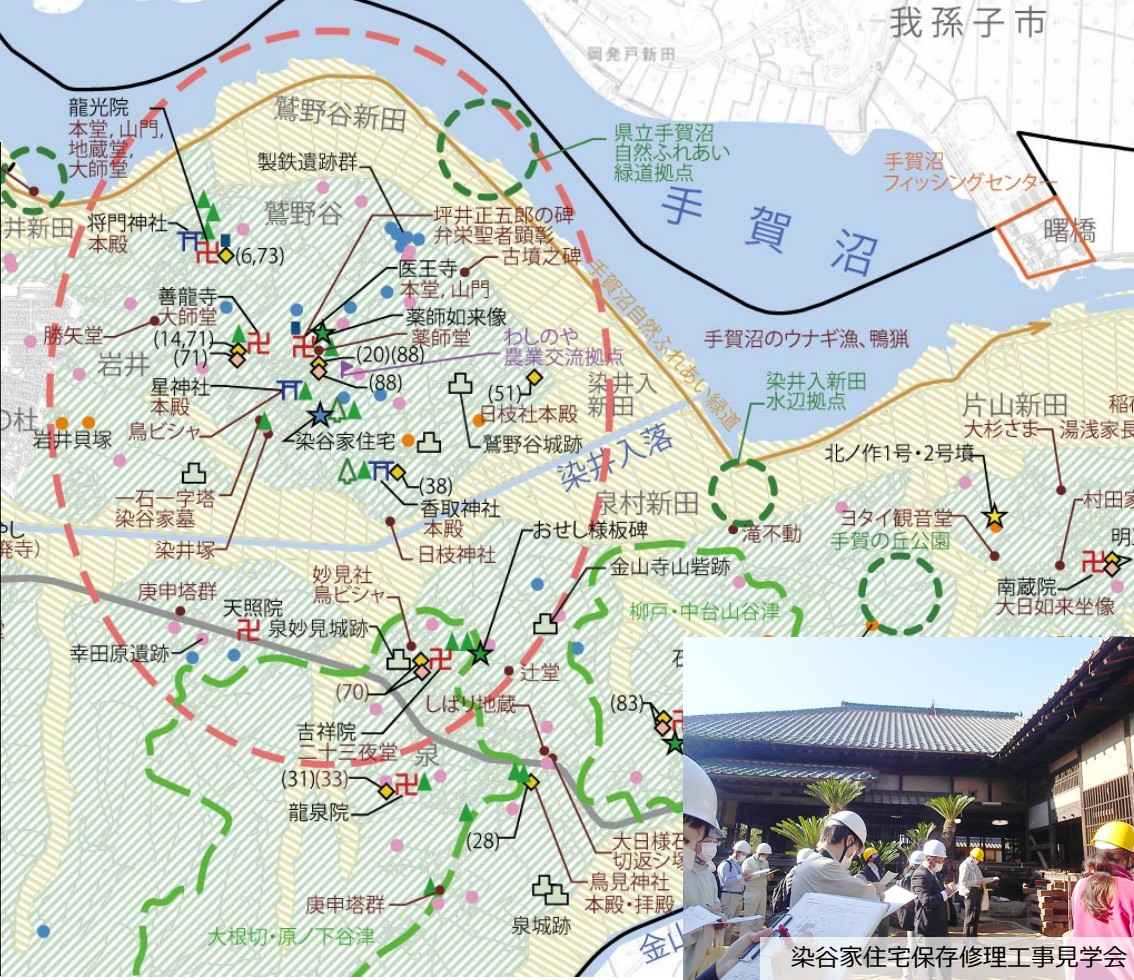 我孫子市
岡発戸新田
龍光院
本堂, 山門,
地蔵堂,
大師堂
鷲野谷新田
県立手賀沼
自然ふれあい
緑道拠点
手賀沼
フィッシングセンター
製鉄遺跡群
手賀沼
曙橋
井新田
将門神社
本殿
鷲野谷
坪井正五郎の碑
弁栄聖者顕彰
古墳之碑
(6,73)
医王寺
本堂, 山門
手賀沼自然ふれあい緑道
善龍寺
大師堂
薬師如来像
薬師堂
勝矢堂
(14,71)
(71)
岩井
(20)(88)
(88)
わしのや
農業交流拠点
手賀沼のウナギ漁、鴨猟
星神社
本殿
鳥ビシャ
(51)
日枝社本殿
染井入
新田
染井入新田
水辺拠点
片山新田
大杉さま
湯浅家長
稲荷
の杜
岩井貝塚
染谷家住宅
鷲野谷城跡
染井入落
北ノ作1号・2号墳
(38)
香取神社
本殿
日枝神社
一石一字塔
染谷家墓
染井塚
泉村新田
おせし様板碑
滝不動
ヨタイ観音堂
手賀の丘公園
村田家
やし
発寺)
明
南蔵院
大日如来坐像
庚申塔群
妙見社
鳥ビシャ
金山寺山砦跡
天照院
泉妙見城跡
柳戸・中台山谷津
幸田原遺跡
(70)
辻堂
しばり地蔵
(83)
石
吉祥院
二十三夜堂
泉
(31)(33)
龍泉院
(28)
大日様石
切返シ塚
鳥見神社
本殿・拝殿
庚申塔群
泉城跡
大根切・原ノ下谷津
金山
染谷家住宅保存修理工事見学会